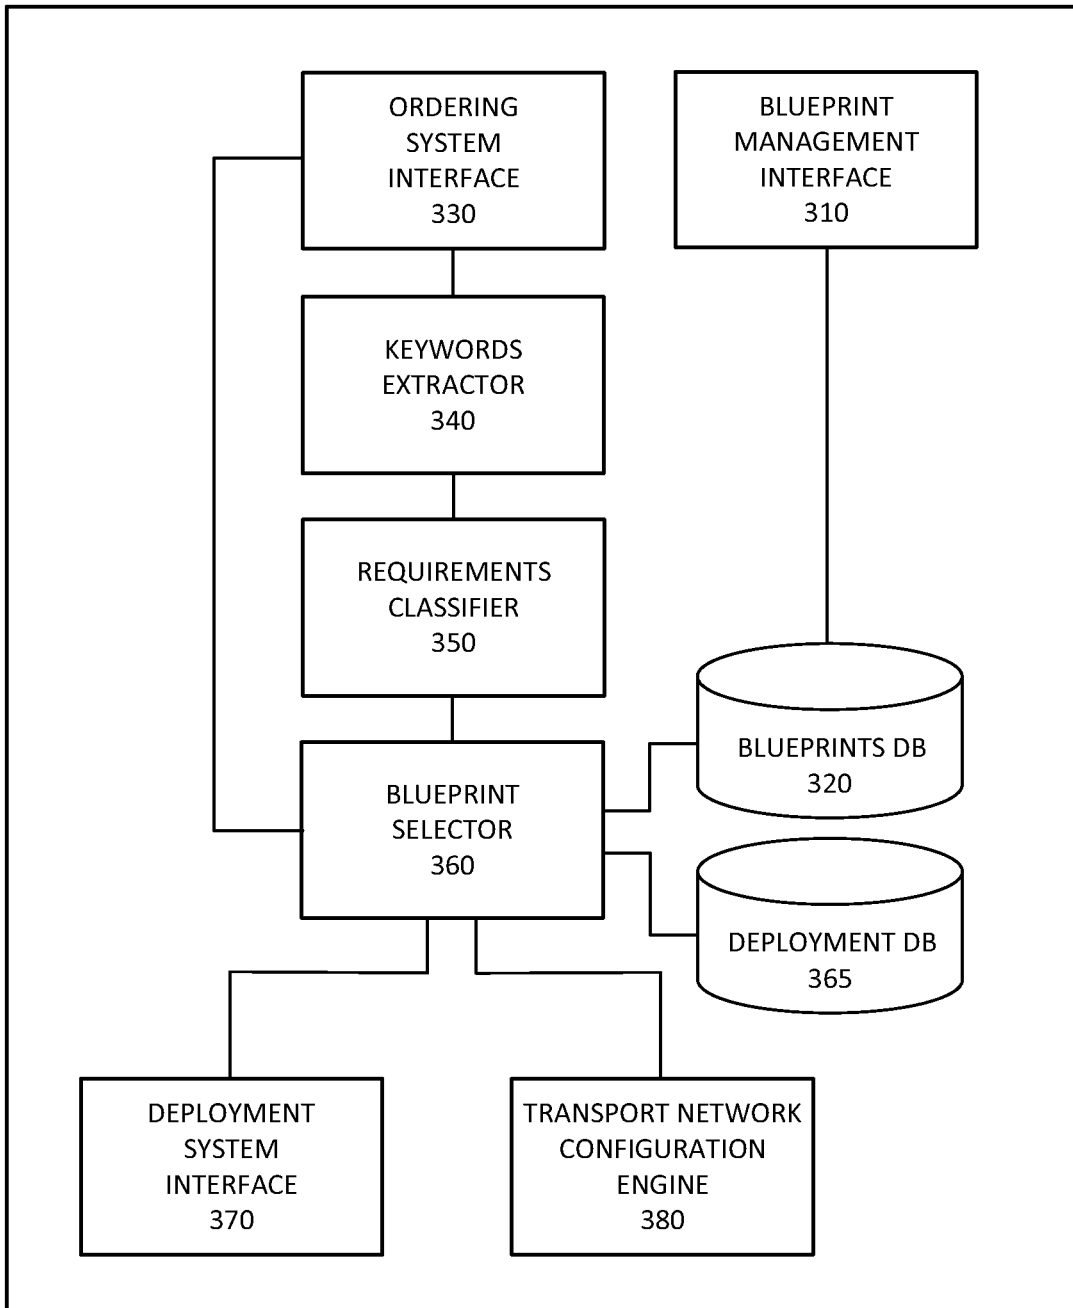 ORDERING
SYSTEM
INTERFACE
330
BLUEPRINT
MANAGEMENT
INTERFACE
310
KEYWORDS
EXTRACTOR
340
REQUIREMENTS
CLASSIFIER
350
BLUEPRINT
SELECTOR
360
BLUEPRINTS DB
320
DEPLOYMENT DB
365
DEPLOYMENT
SYSTEM
INTERFACE
370
TRANSPORT NETWORK
CONFIGURATION
ENGINE
380